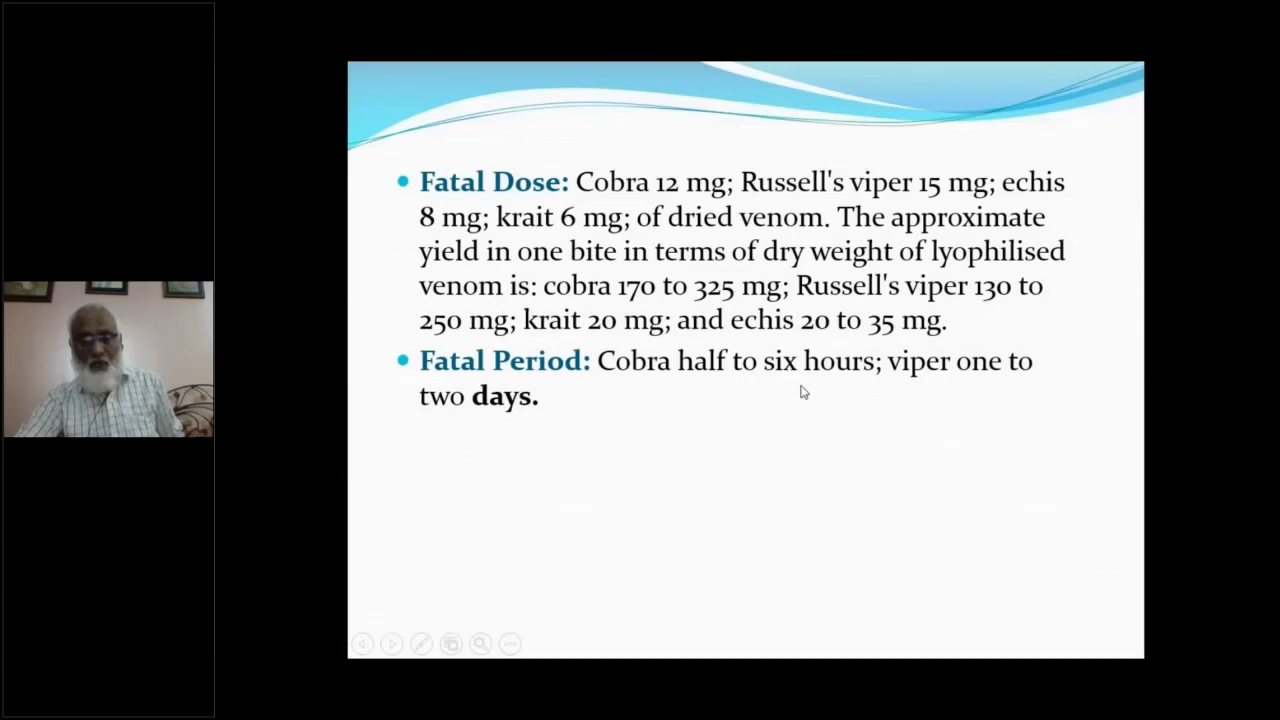 Fatal Dose: Cobra 12 mg; Russell's viper 15 mg; echis
8 mg; krait 6 mg; of dried venom. The approximate
yield in one bite in terms of dry weight of lyophilised
venom is: cobra 170 to 325 mg; Russell's viper 130 to
250 mg; krait 20 mg; and echis 20 to 35 mg.
Fatal Period: Cobra half to six hours; viper one to
two days.